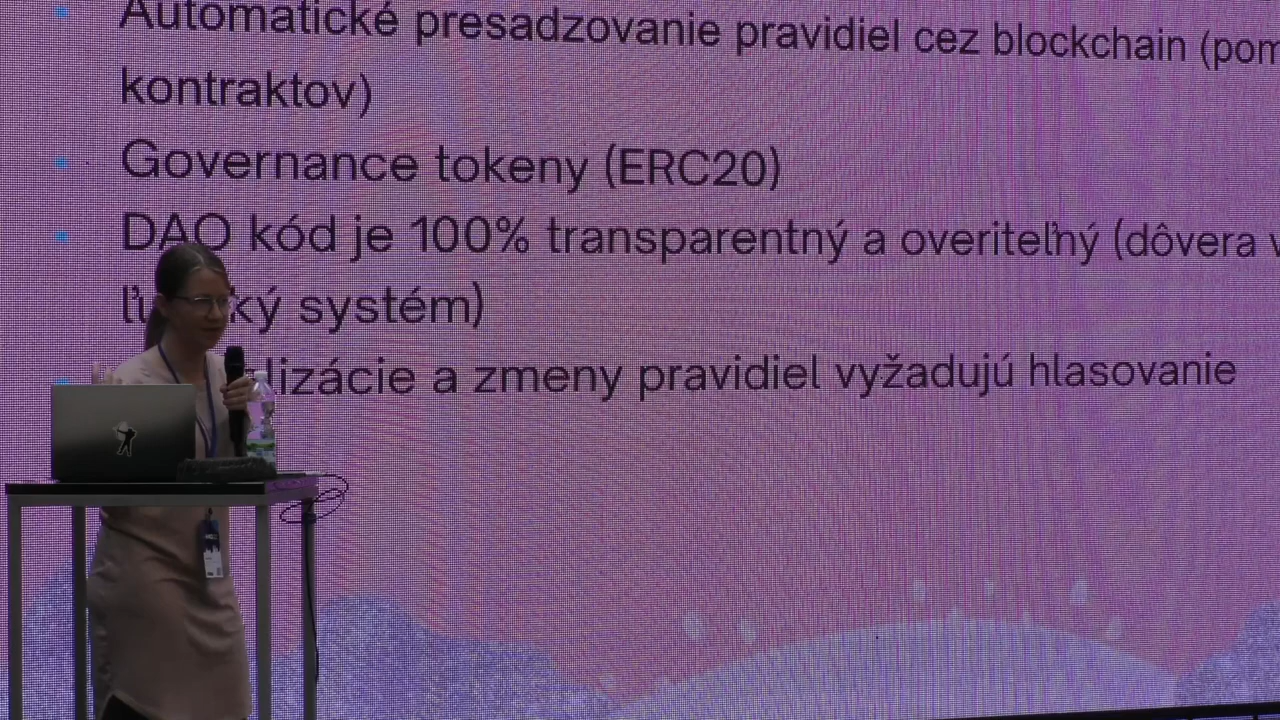 Automatické presadzovanie pravidiel cez blockchain
kontraktov)
Governance tokeny (ERC20)
DAO kód je 100% transparentný a overiteľný (dôvera
systém)
a zmeny pravidiel vyžadujú hlasovanie